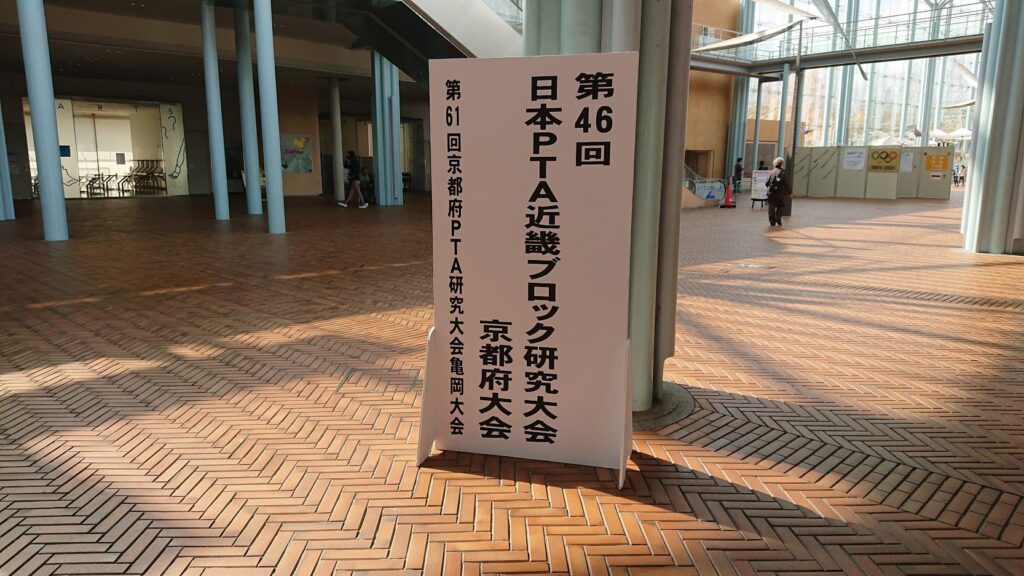 第46回
日本PTA近畿ブロック研究大会
京都府大会
第61回京都府PTA研究大会亀岡大会
ARTS